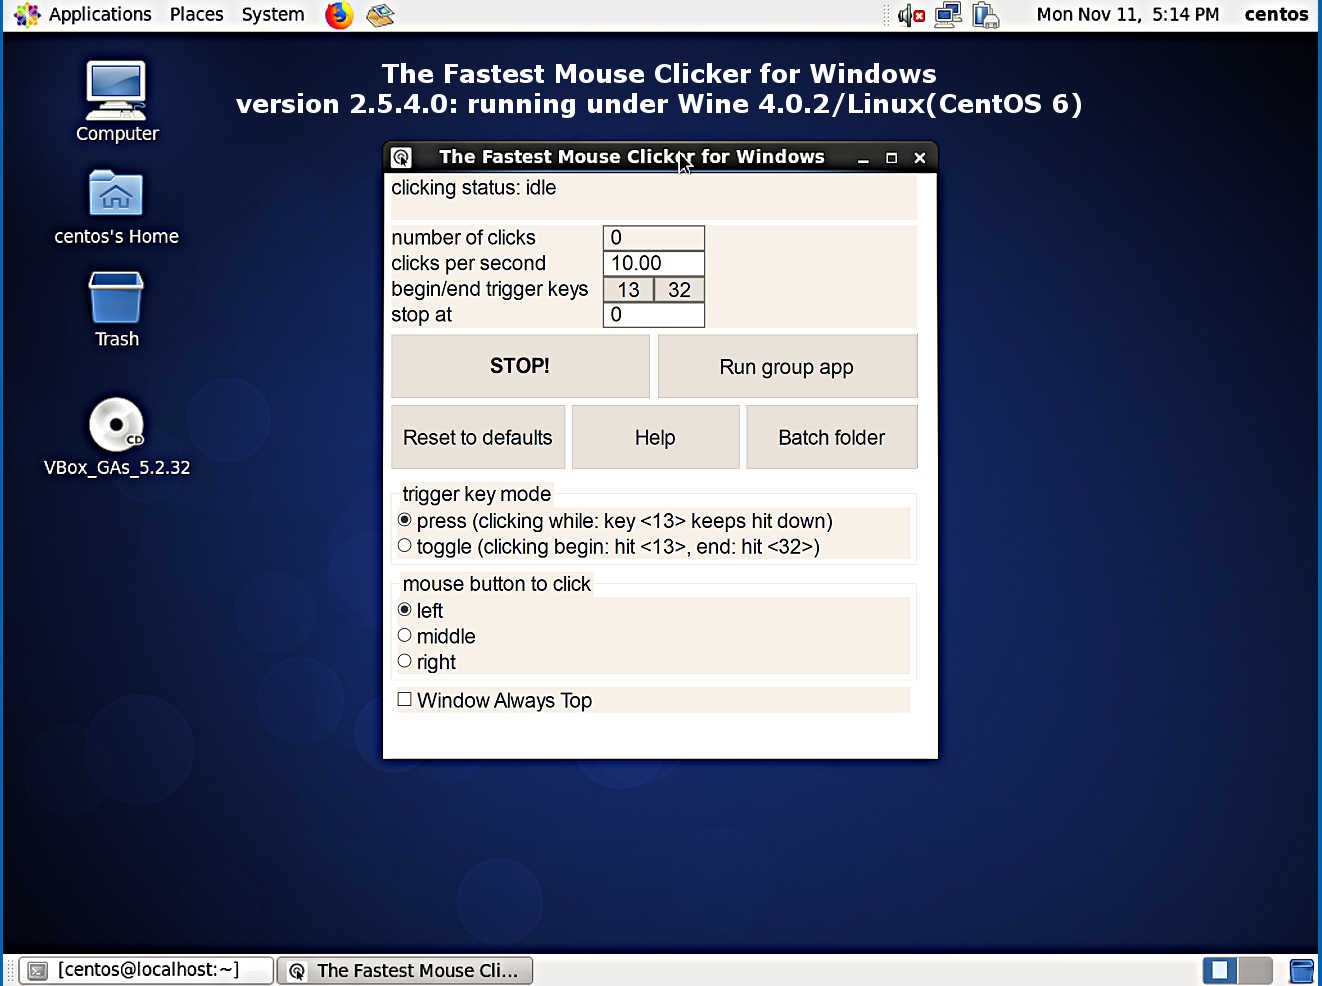 Applications Places System Mon Nov 11, 5:14 PM centos
The Fastest Mouse Clicker for Windows
version 2.5.4.0: running under Wine 4.0.2/Linux(CentOS 6)
Computer
centos's Home
Trash
CD
VBox_GAs_5.2.32
The Fastest Mouse Clicker for Windows
clicking status: idle
number of clicks 0
clicks per second 10.00
begin/end trigger keys 13 32
stop at 0
STOP! Run group app
Reset to defaults Help Batch folder
trigger key mode
press (clicking while: key <13> keeps hit down)
toggle (clicking begin: hit <13>, end: hit <32>)
mouse button to click
left
middle
right
Window Always Top
[centos@localhost:~] The Fastest Mouse Cli...